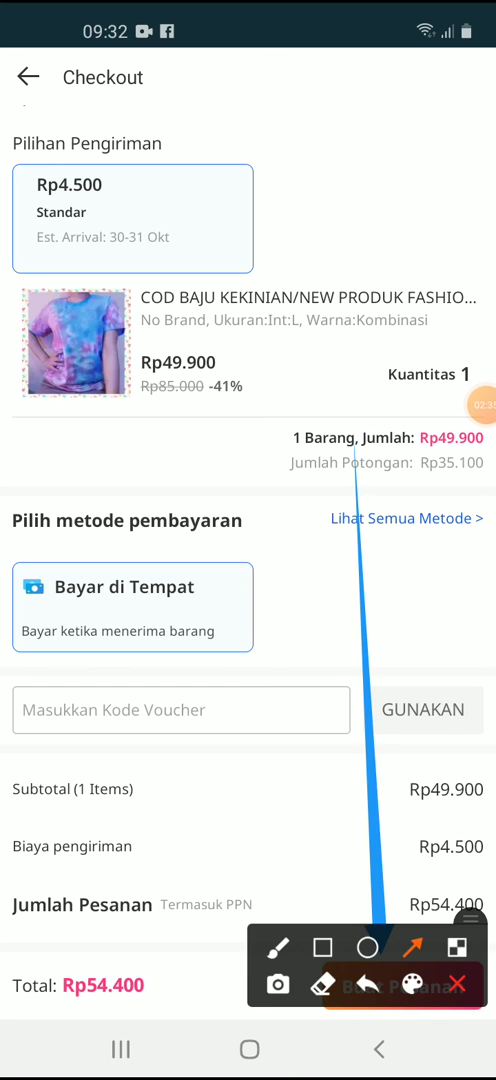 09:32
Checkout
Pilihan Pengiriman
Rp4.500
Standar
Est. Arrival: 30-31 Okt
COD BAJU KEKINIAN/NEW PRODUK FASHIO...
No Brand, Ukuran:Int:L, Warna:Kombinasi
Rp49.900
Rp85.000 -41%
Kuantitas 1
02:35
1 Barang, Jumlah: Rp49.900
Jumlah Potongan: Rp35.100
Pilih metode pembayaran
Lihat Semua Metode >
Bayar di Tempat
Bayar ketika menerima barang
Masukkan Kode Voucher
GUNAKAN
Subtotal (1 Items)
Rp49.900
Biaya pengiriman
Rp4.500
Jumlah Pesanan Termasuk PPN
Rp54.400
Total: Rp54.400
Buat Pesanan